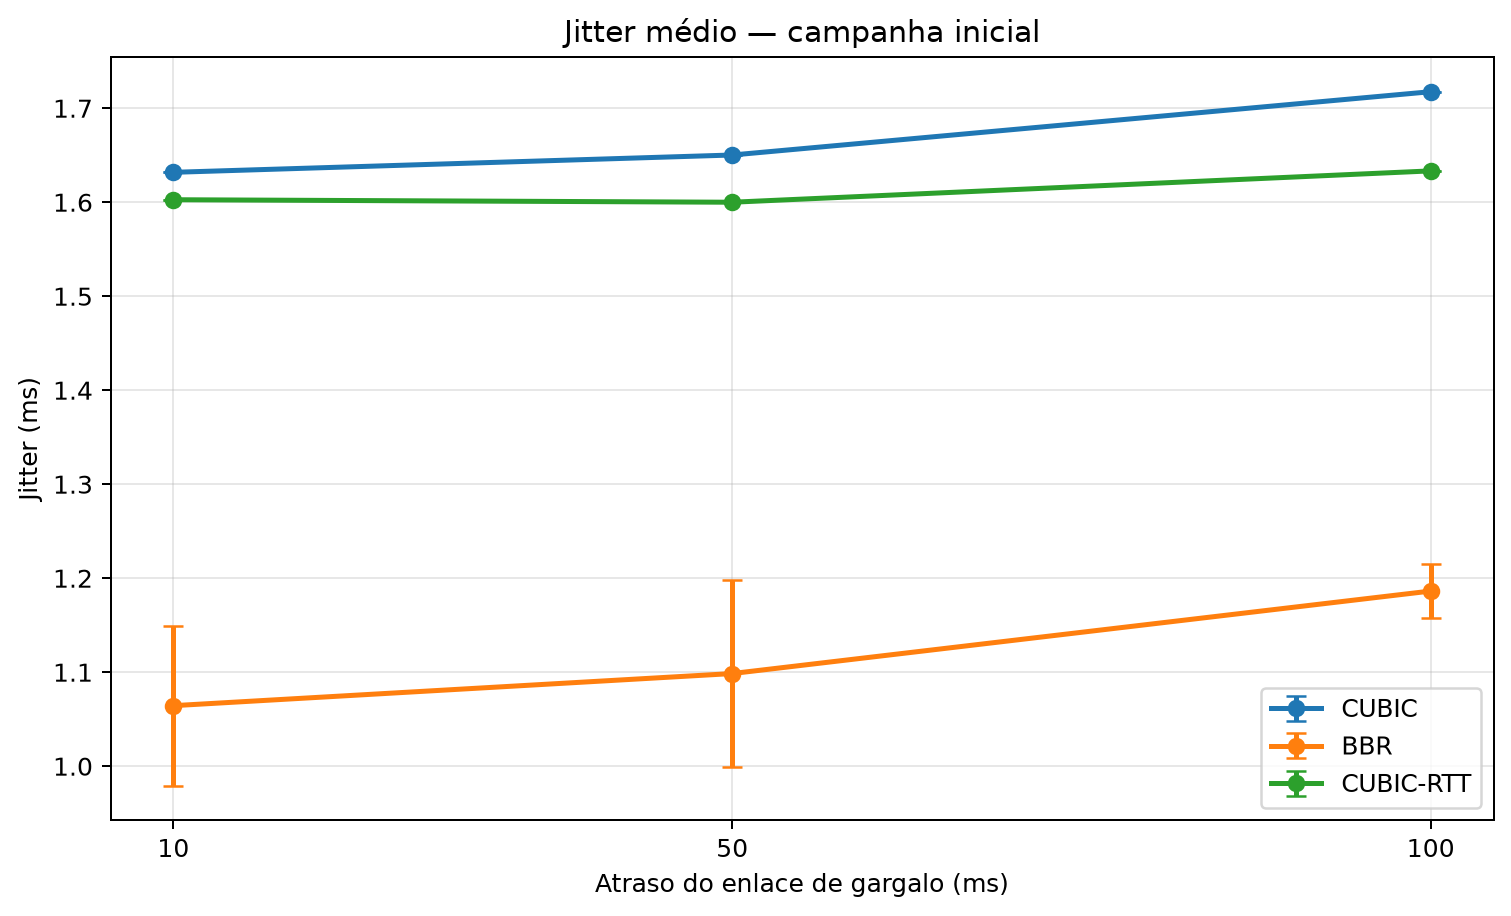 Jitter médio — campanha inicial
1.7
1.6
1.5
1.4
1.3
1.2
1.1
1.0
Jitter (ms)
10
50
100
Atraso do enlace de gargalo (ms)
CUBIC
BBR
CUBIC-RTT